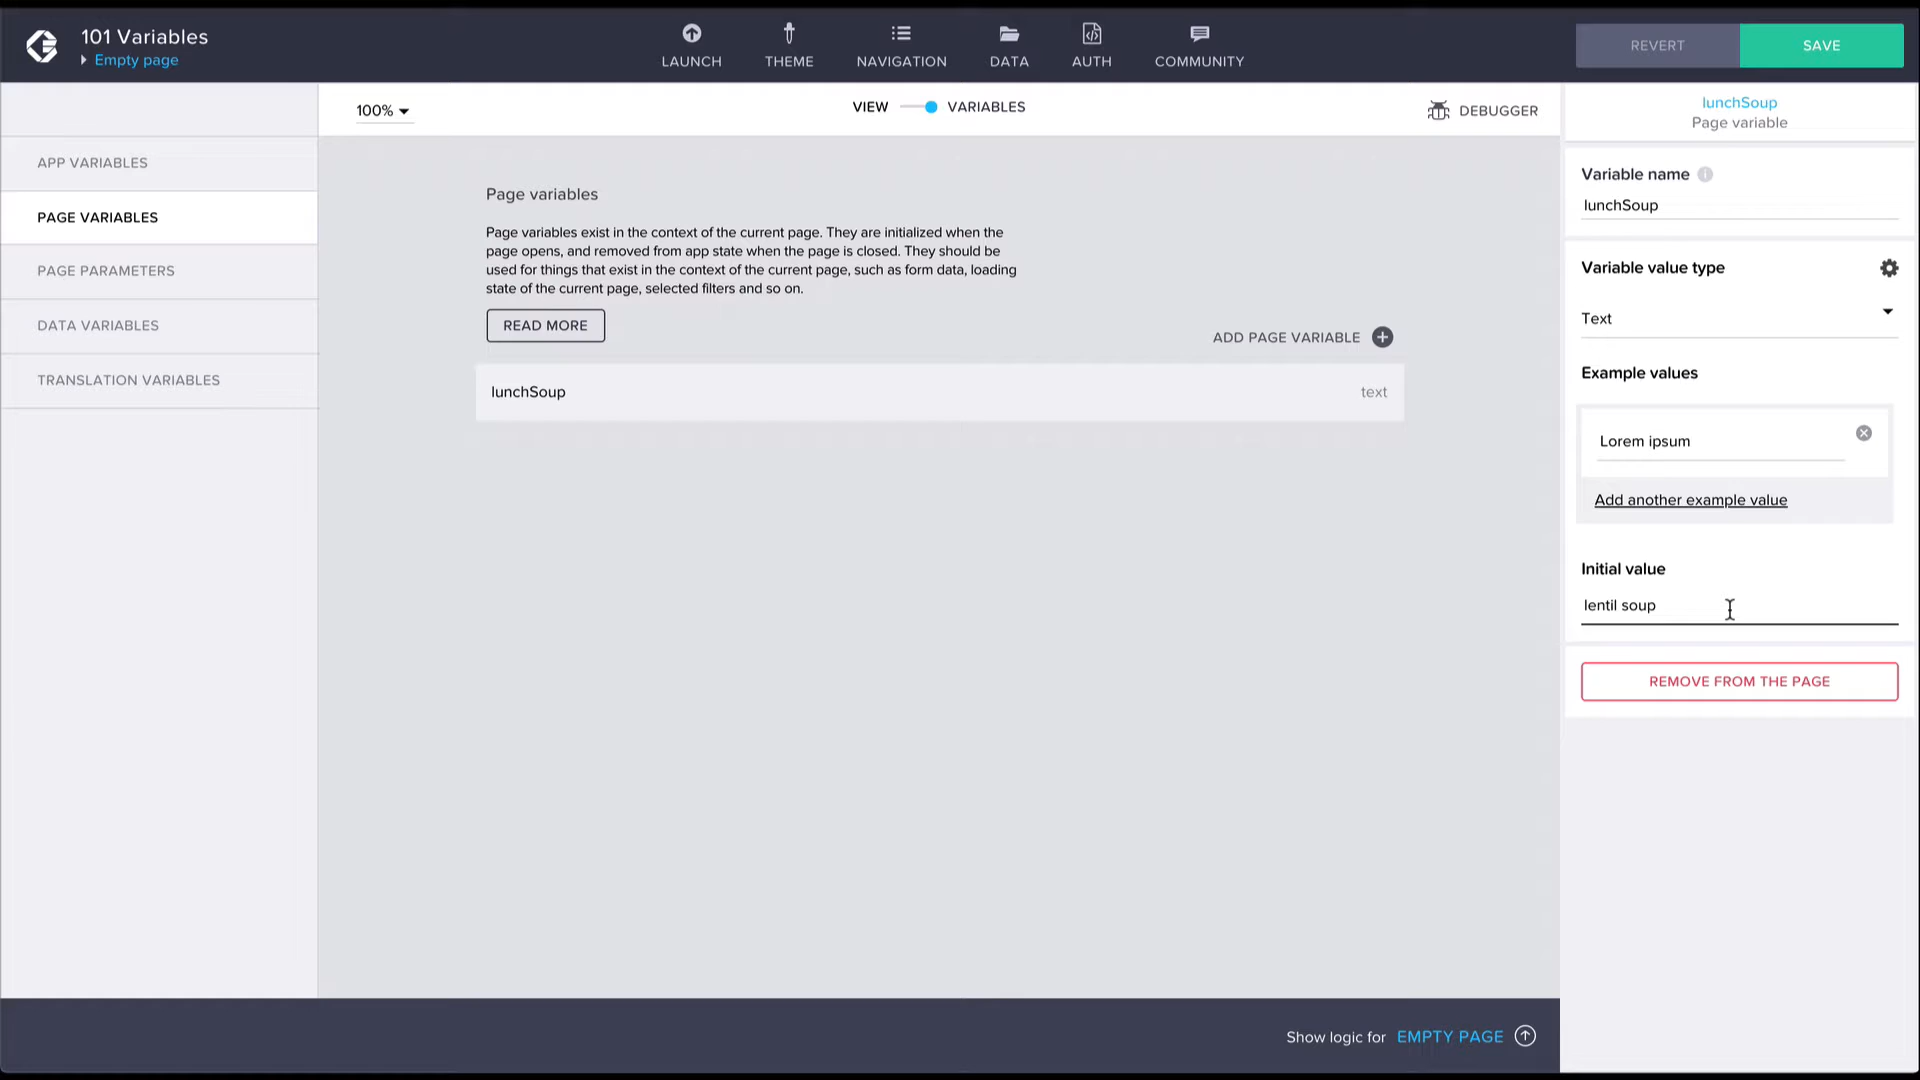 101 Variables
Empty page
LAUNCH
THEME
NAVIGATION
DATA
AUTH
COMMUNITY
REVERT
SAVE
100%
VIEW
VARIABLES
DEBUGGER
APP VARIABLES
PAGE VARIABLES
PAGE PARAMETERS
DATA VARIABLES
TRANSLATION VARIABLES
Page variables
Page variables exist in the context of the current page. They are initialized when the
page opens, and removed from app state when the page is closed. They should be
used for things that exist in the context of the current page, such as form data, loading
state of the current page, selected filters and so on.
READ MORE
ADD PAGE VARIABLE
lunchSoup
text
lunchSoup
Page variable
Variable name
lunchSoup
Variable value type
Text
Example values
Lorem ipsum
Add another example value
Initial value
lentil soup
REMOVE FROM THE PAGE
Show logic for EMPTY PAGE